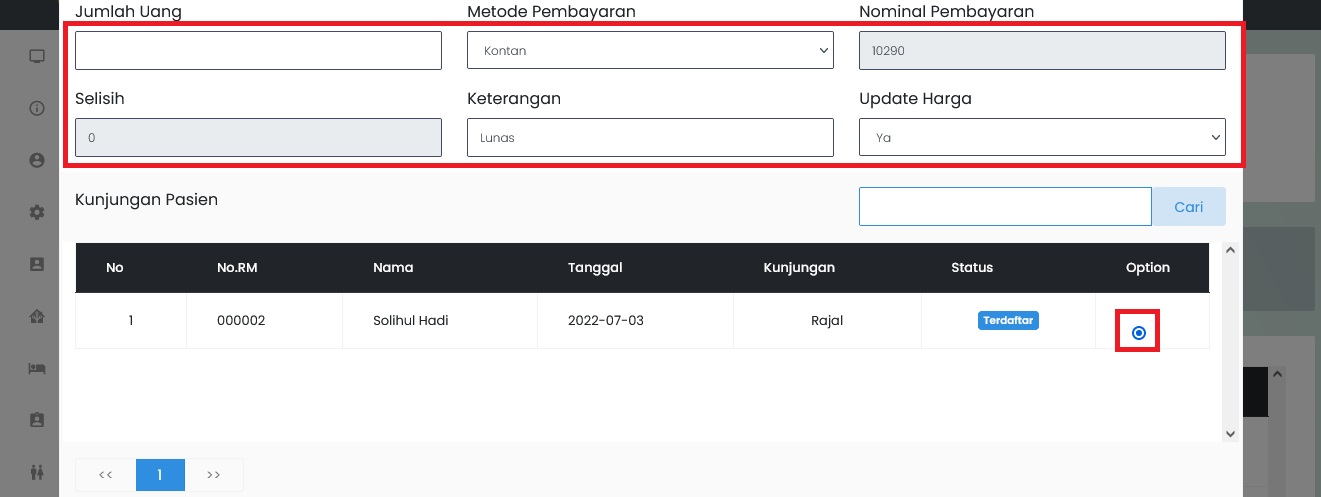 Jumlah Uang Metode Pembayaran Nominal Pembayaran
Kontan 10290
Selisih Keterangan Update Harga
0 Lunas Ya
Kunjungan Pasien Cari
No No.RM Nama Tanggal Kunjungan Status Option
1 000002 Solihul Hadi 2022-07-03 Rajal Terdaftar
<< 1 >>